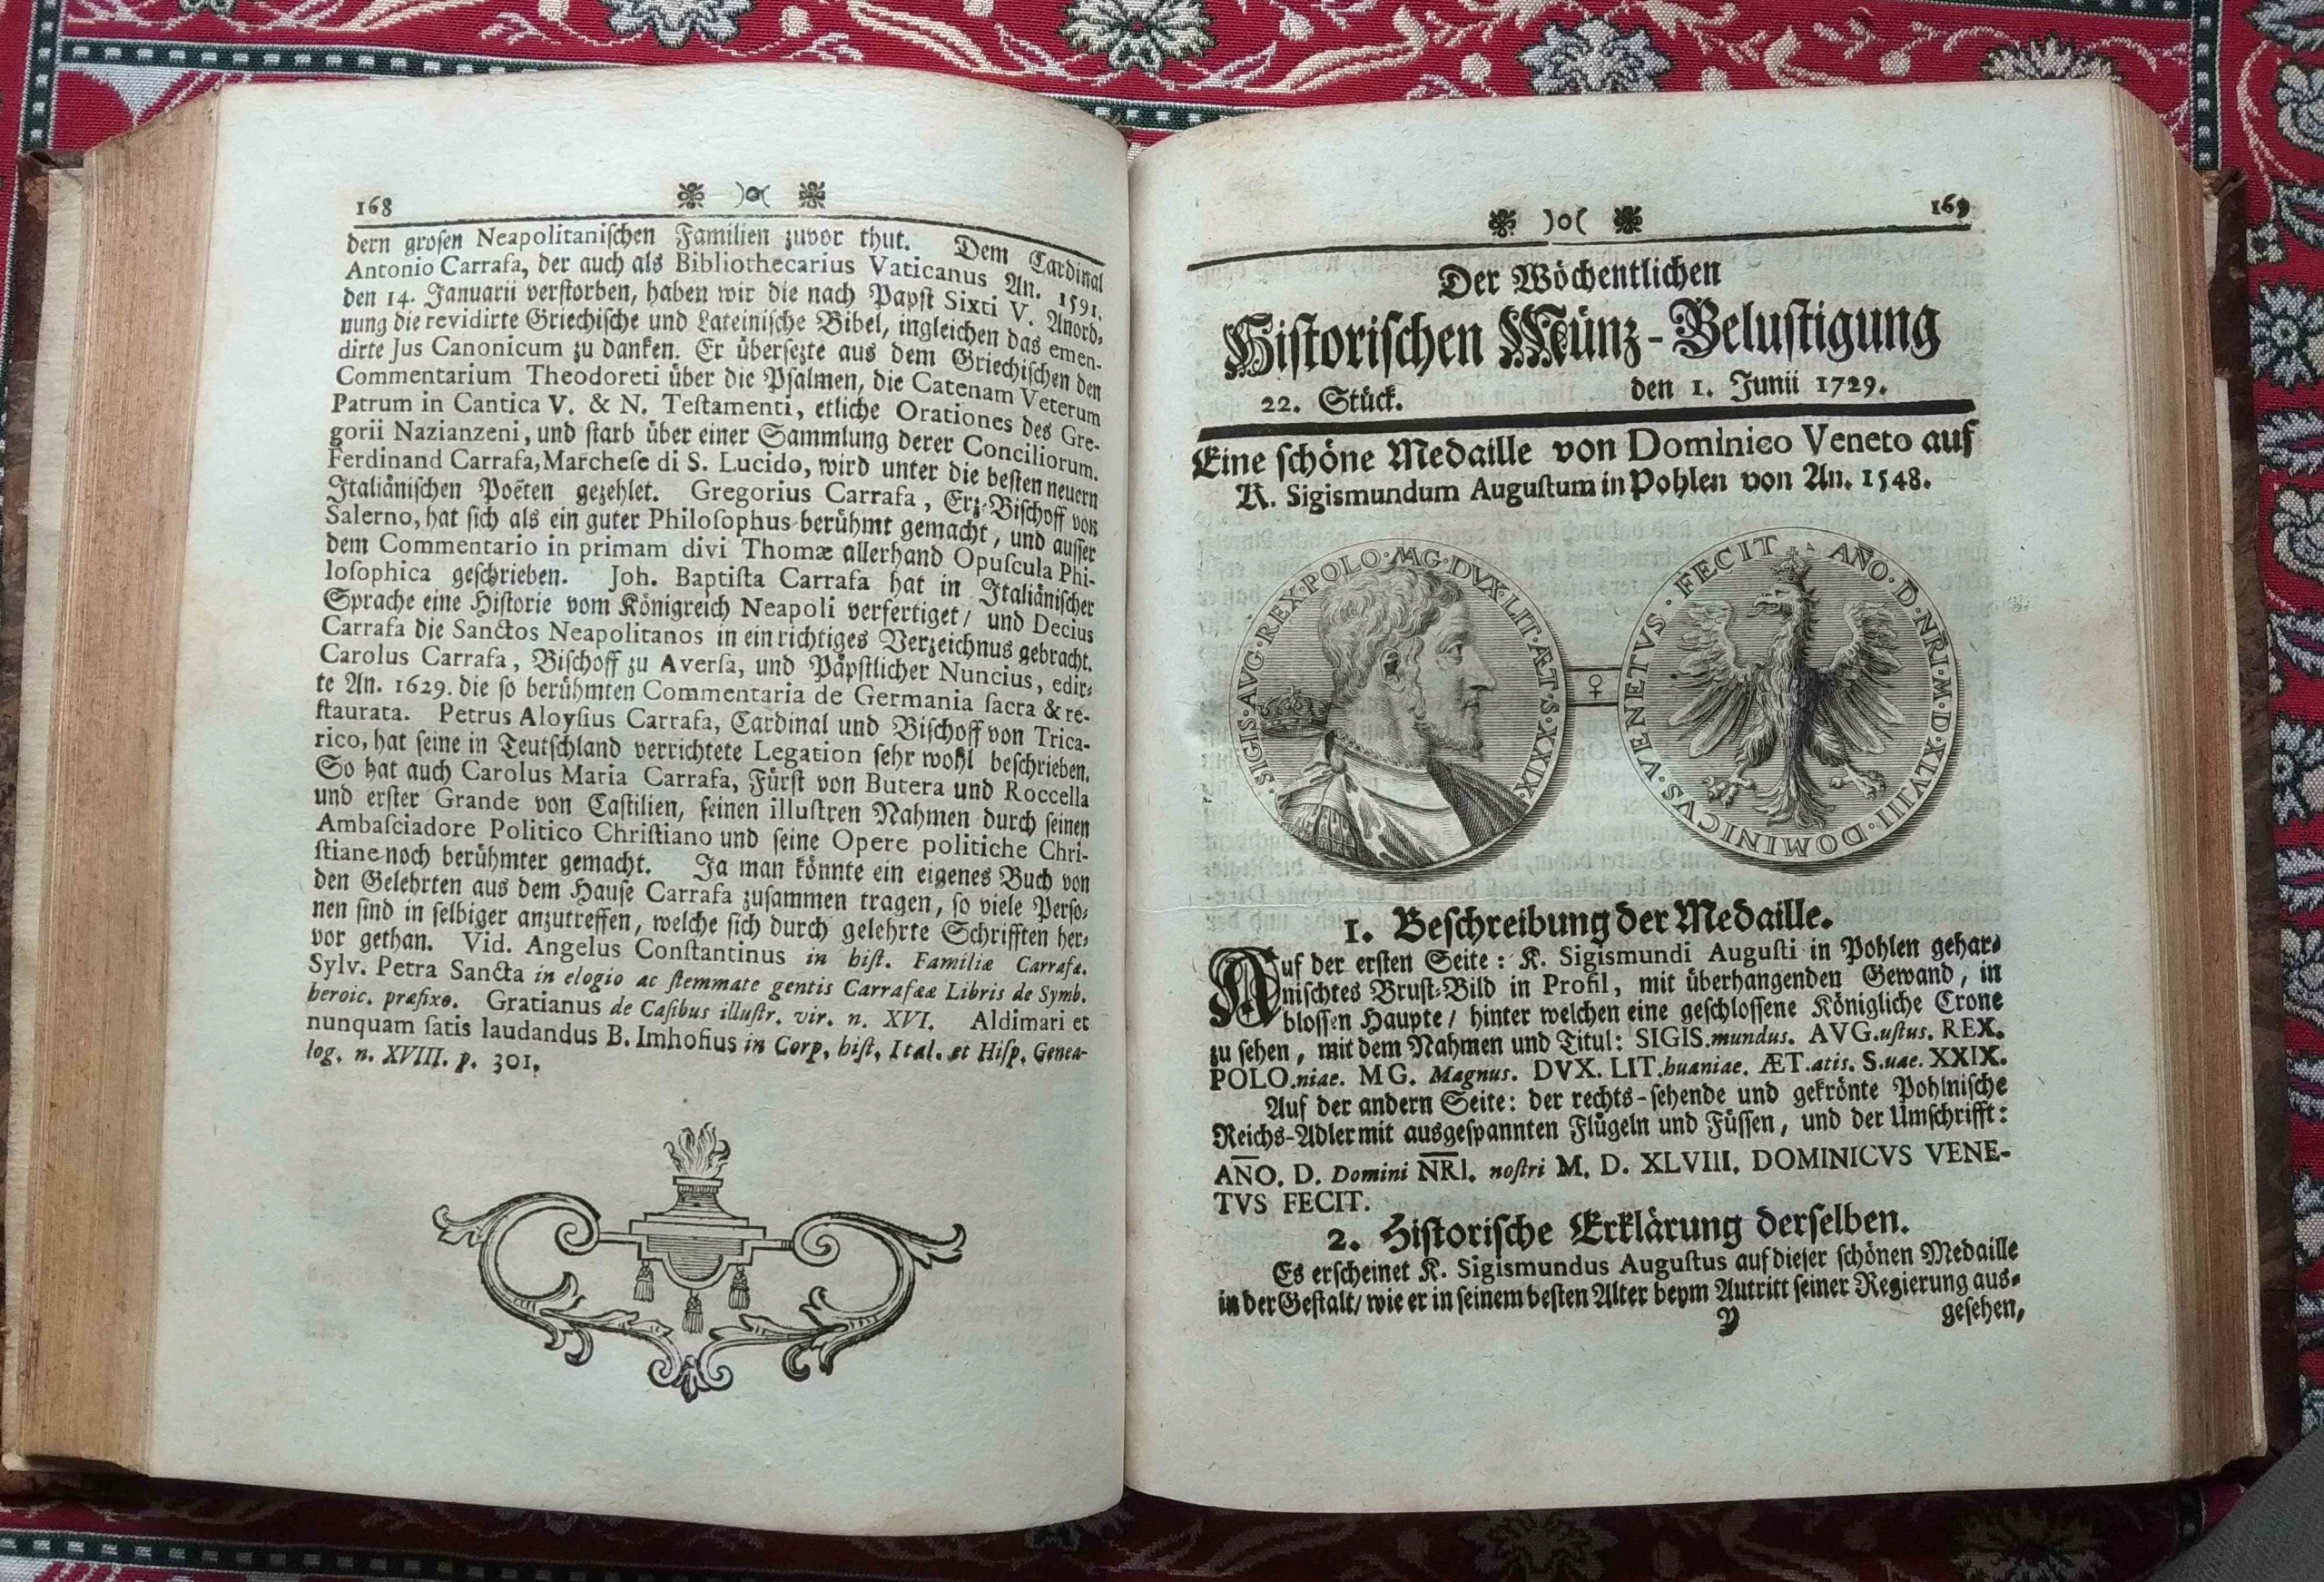 168
dern grosen Neapolitanischen Familien zuvor thut. Dem Cardinal
Antonio Carrafa, der auch als Bibliothecarius Vaticanus An. 1591.
den 14. Januarii verstorben, haben wir die nach Papst Sixti V. Anord-
nung die revidirte Griechische und Lateinische Bibel, ingleichen das emen-
dirte Jus Canonicum zu danken. Er übersezte aus dem Griechischen den
Commentarium Theodoreti über die Psalmen, die Catenam Veterum
Patrum in Cantica V. & N. Testamenti, etliche Orationes des Gre-
gorii Nazianzeni, und starb über einer Sammlung derer Conciliorum.
Ferdinand Carrafa, Marchese di S. Lucido, wird unter die besten neuern
Italiänischen Poëten gezehlet. Gregorius Carrafa, Erz-Bischoff von
Salerno, hat sich als ein guter Philosophus berühmt gemacht, und ausser
dem Commentario in primam divi Thomæ allerhand Opuscula Phi-
losophica geschrieben. Joh. Baptista Carrafa hat in Italiänischer
Sprache eine Historie vom Königreich Neapoli verfertiget/ und Decius
Carrafa die Sanctos Neapolitanos in ein richtiges Verzeichnus gebracht.
Carolus Carrafa, Bischoff zu Aversa, und Päpstlicher Nuncius, edir-
te An. 1629. die so berühmten Commentaria de Germania sacra & re-
staurata. Petrus Aloysius Carrafa, Cardinal und Bischoff von Trica-
rico, hat seine in Teutschland verrichtete Legation sehr wohl beschrieben.
So hat auch Carolus Maria Carrafa, Fürst von Butera und Roccella
und erster Grande von Castilien, seinen illustren Nahmen durch seinen
Ambasciadore Politico Christiano und seine Opere politiche Chri-
stiane noch berühmter gemacht. Ja man könnte ein eigenes Buch von
den Gelehrten aus dem Hause Carrafa zusammen tragen, so viele Perso-
nen sind in selbiger anzutreffen, welche sich durch gelehrte Schrifften her-
vor gethan. Vid. Angelus Constantinus in hist. Familiæ Carrafæ.
Sylv. Petra Sancta in elogio ac stemmate gentis Carrafææ Libris de Symb.
heroic. præfixo. Gratianus de Casibus illustr. vir. n. XVI. Aldimari et
nunquam satis laudandus B. Imhofius in Corp. hist. Ital. et Hisp. Genea-
log. n. XVIII. p. 301.
169
Der Wöchentlichen
Historischen Münz-Belustigung
22. Stück. den 1. Junii 1729.
Eine schöne Medaille von Dominico Veneto auf
K. Sigismundum Augustum in Pohlen von An. 1548.
SIGIS·AVG·REX·POLO·MG·DVX·LIT·ÆT·S·XXIX·
AÑO·D·NRI·M·D·XLVIII·DOMINICVS·VENETVS·FECIT
1. Beschreibung der Medaille.
Auf der ersten Seite: K. Sigismundi Augusti in Pohlen gehar-
nischtes Brust-Bild in Profil, mit überhangenden Gewand, in
blossen Haupte/ hinter welchen eine geschlossene Königliche Crone
zu sehen, mit dem Nahmen und Titul: SIGIS.mundus. AVG.ustus. REX.
POLO.niae. MG. Magnus. DVX. LIT.huaniae. ÆT.atis. S.uae. XXIX.
Auf der andern Seite: der rechts-sehende und gekrönte Pohlnische
Reichs-Adler mit ausgespannten Flügeln und Füssen, und der Umschrifft:
AÑO. D. Domini NRI. nostri M. D. XLVIII. DOMINICVS VENE-
TVS FECIT.
2. Historische Erklärung derselben.
Es erscheinet K. Sigismundus Augustus auf dieser schönen Medaille
in der Gestalt/ wie er in seinem besten Alter beym Antritt seiner Regierung aus-
Y gesehen,